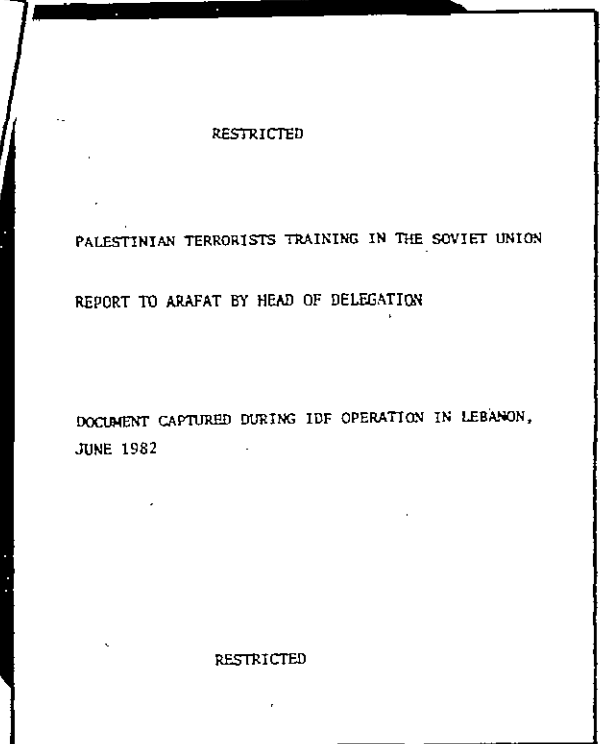 RESTRICTED
PALESTINIAN TERRORISTS TRAINING IN THE SOVIET UNION
REPORT TO ARAFAT BY HEAD OF DELEGATION
DOCUMENT CAPTURED DURING IDF OPERATION IN LEBANON,
JUNE 1982
RESTRICTED